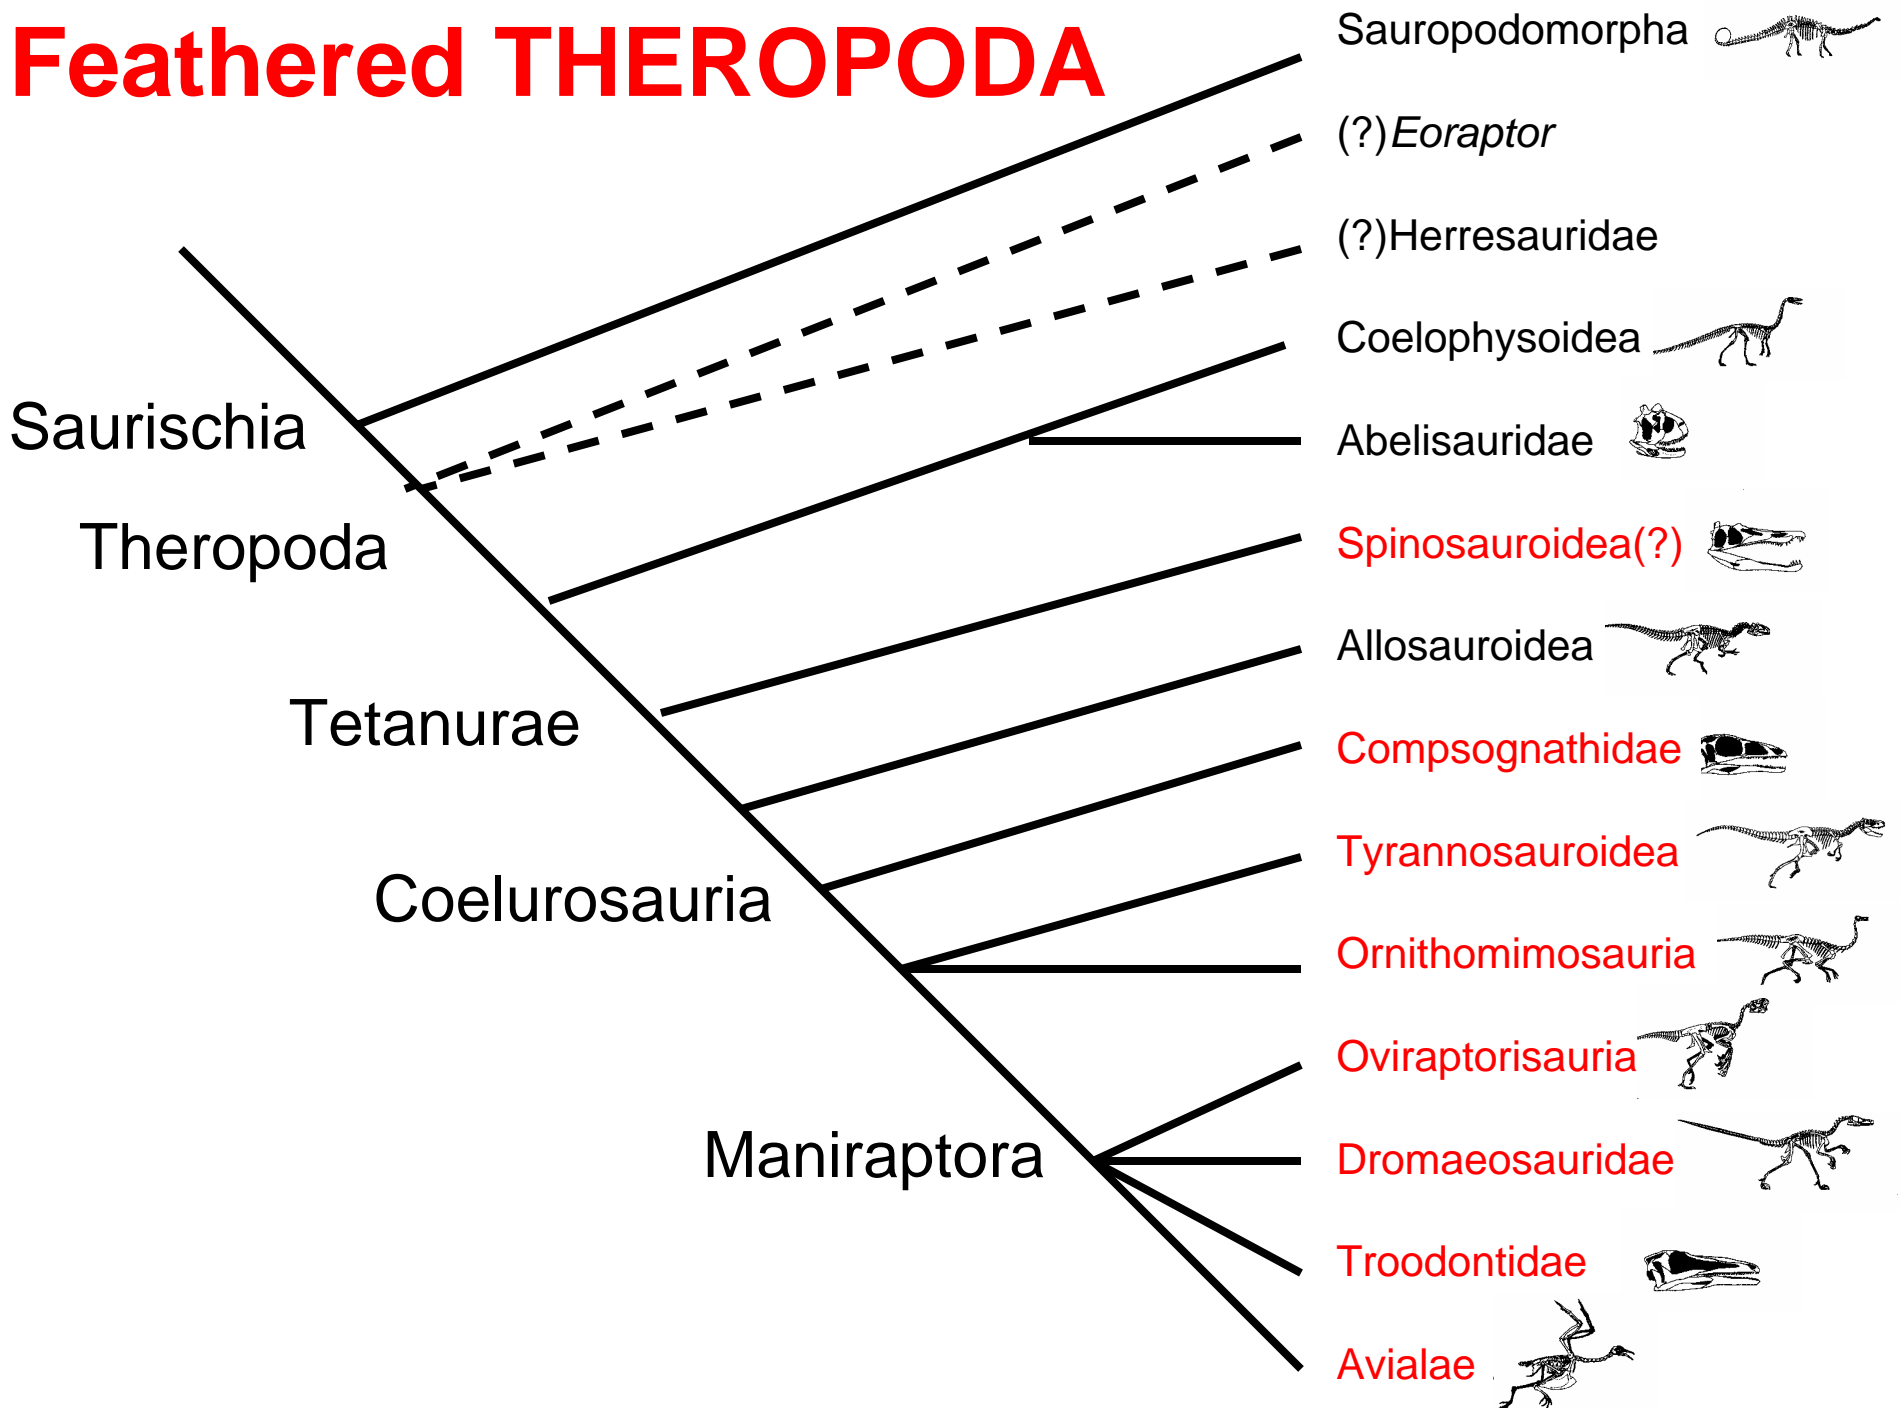 Feathered THEROPODA
Sauropodomorpha
(?)Eoraptor
(?)Herresauridae
Coelophysoidea
Saurischia
Abelisauridae
Theropoda
Spinosauroidea(?)
Allosauroidea
Tetanurae
Compsognathidae
Tyrannosauroidea
Coelurosauria
Ornithomimosauria
Oviraptorisauria
Maniraptora
Dromaeosauridae
Troodontidae
Avialae